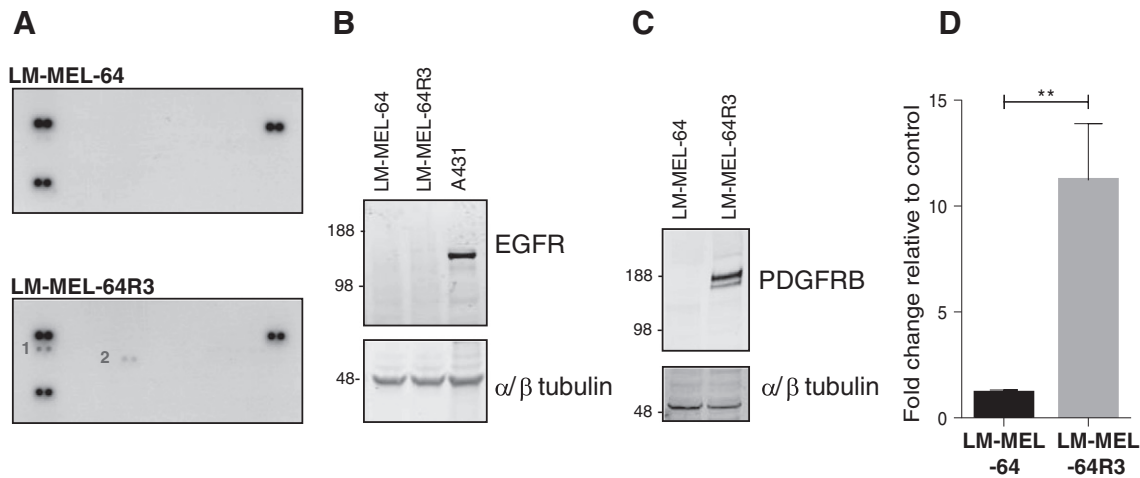 A
LM-MEL-64
LM-MEL-64R3
1
2
B
LM-MEL-64
LM-MEL-64R3
A431
188
98
EGFR
48-
α/β tubulin
C
LM-MEL-64
LM-MEL-64R3
188
98
PDGFRB
48
α/β tubulin
D
**
Fold change relative to control
15
10
5
0
LM-MEL
-64
LM-MEL
-64R3